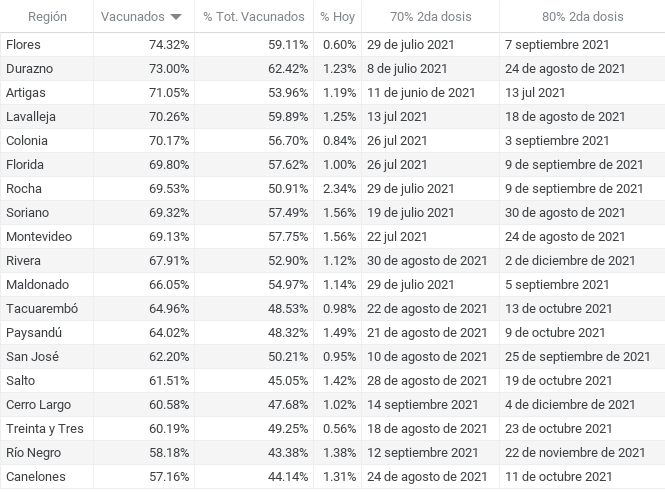 Región Vacunados % Tot. Vacunados % Hoy 70% 2da dosis 80% 2da dosis
Flores 74.32% 59.11% 0.60% 29 de julio 2021 7 septiembre 2021
Durazno 73.00% 62.42% 1.23% 8 de julio 2021 24 de agosto de 2021
Artigas 71.05% 53.96% 1.19% 11 de junio de 2021 13 jul 2021
Lavalleja 70.26% 59.89% 1.25% 13 jul 2021 18 de agosto de 2021
Colonia 70.17% 56.70% 0.84% 26 jul 2021 3 septiembre 2021
Florida 69.80% 57.62% 1.00% 26 jul 2021 9 de septiembre de 2021
Rocha 69.53% 50.91% 2.34% 29 de julio 2021 9 de septiembre de 2021
Soriano 69.32% 57.49% 1.56% 19 de julio 2021 30 de agosto de 2021
Montevideo 69.13% 57.75% 1.56% 22 jul 2021 24 de agosto de 2021
Rivera 67.91% 52.90% 1.12% 30 de agosto de 2021 2 de diciembre de 2021
Maldonado 66.05% 54.97% 1.14% 29 de julio 2021 5 septiembre 2021
Tacuarembó 64.96% 48.53% 0.98% 22 de agosto de 2021 13 de octubre 2021
Paysandú 64.02% 48.32% 1.49% 21 de agosto de 2021 9 de octubre 2021
San José 62.20% 50.21% 0.95% 10 de agosto de 2021 25 de septiembre de 2021
Salto 61.51% 45.05% 1.42% 28 de agosto de 2021 19 de octubre 2021
Cerro Largo 60.58% 47.68% 1.02% 14 septiembre 2021 4 de diciembre de 2021
Treinta y Tres 60.19% 49.25% 0.56% 18 de agosto de 2021 23 de octubre 2021
Río Negro 58.18% 43.38% 1.38% 12 septiembre 2021 22 de noviembre de 2021
Canelones 57.16% 44.14% 1.31% 24 de agosto de 2021 11 de octubre 2021